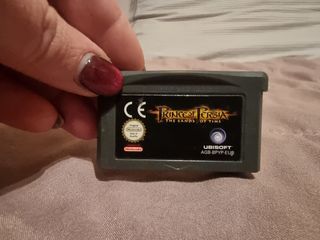 CE
Prince of Persia
THE SANDS OF TIME
Nintendo
UBISOFT
AGB-BPYP-EUR